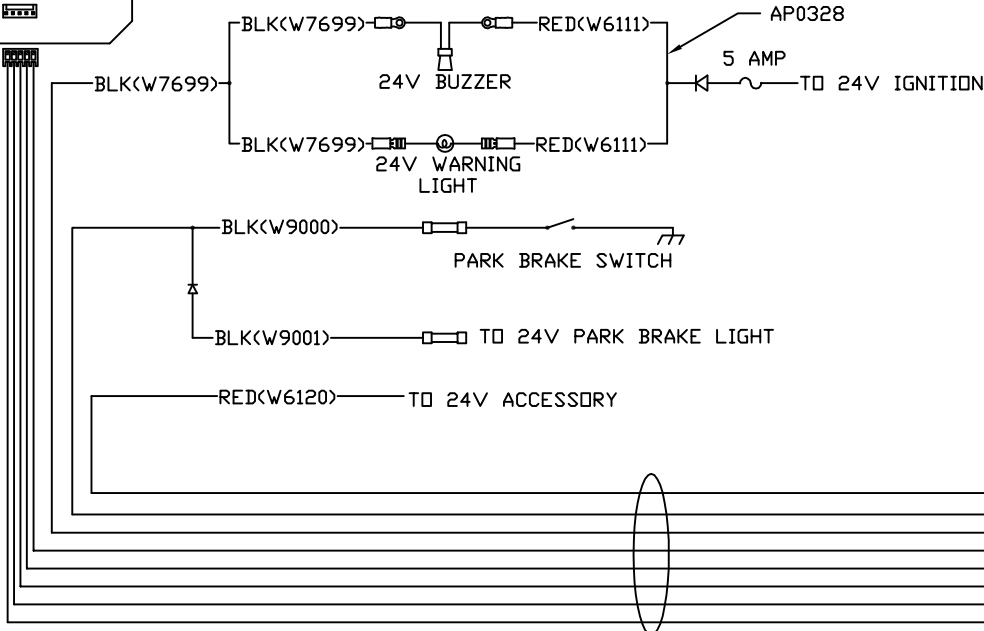 AP0328
BLK(W7699)
RED(W6111)
5 AMP
24V BUZZER
BLK(W7699)
TO 24V IGNITION
BLK(W7699)
RED(W6111)
24V WARNING
LIGHT
BLK(W9000)
PARK BRAKE SWITCH
BLK(W9001)
TO 24V PARK BRAKE LIGHT
RED(W6120)
TO 24V ACCESSORY